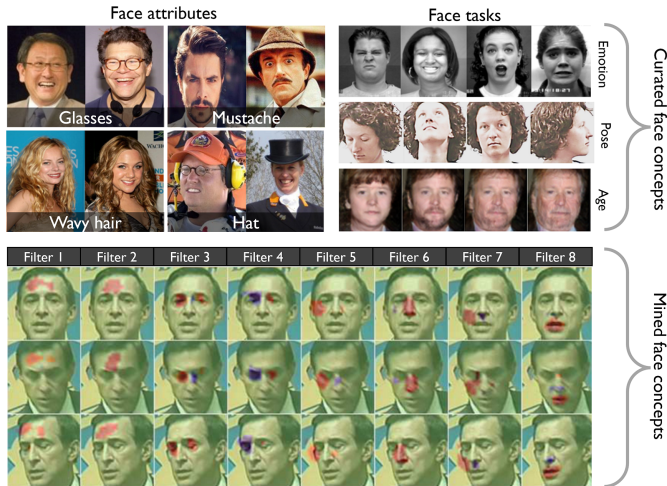 Face attributes
Face tasks
Glasses
Mustache
Wavy hair
Hat
Emotion
Pose
Age
Curated face concepts
Filter 1
Filter 2
Filter 3
Filter 4
Filter 5
Filter 6
Filter 7
Filter 8
Mined face concepts